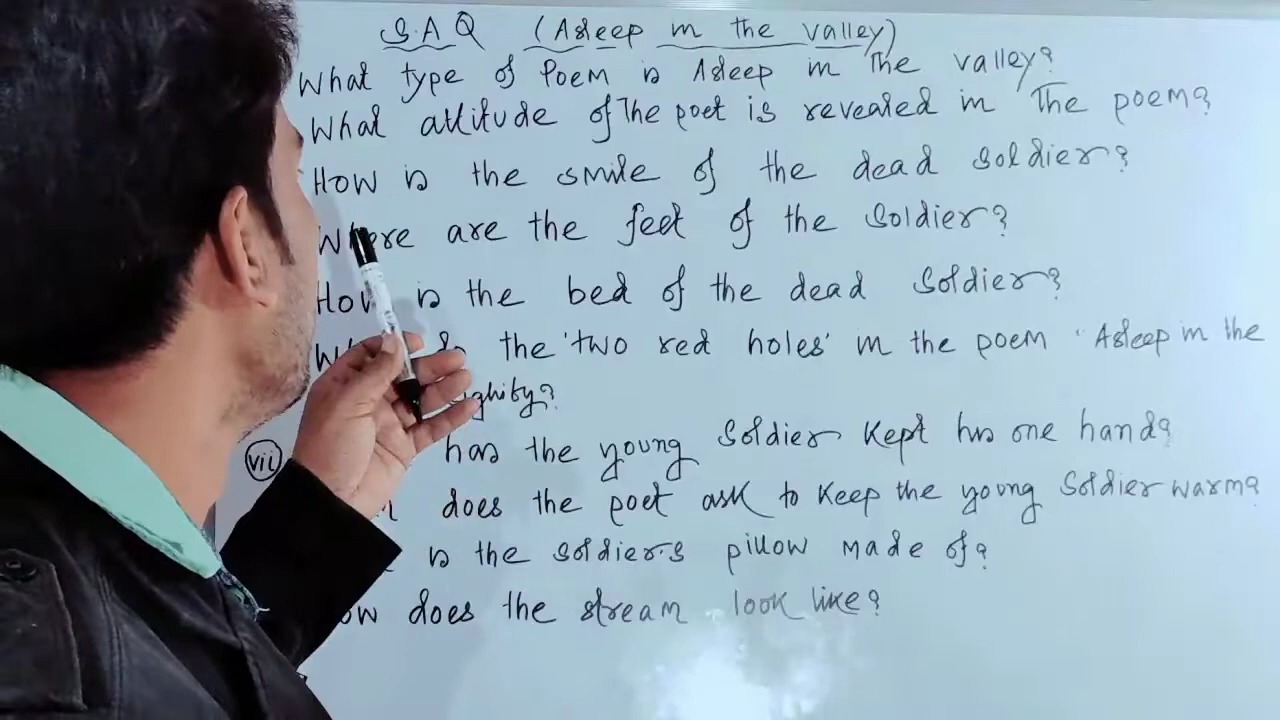 S.A.Q (Asleep in the valley)
What type of Poem is Asleep in The valley?
What attitude of The poet is revealed in The poem?
How is the smile of the dead Soldier?
Where are the feet of the Soldier?
How is the bed of the dead Soldier?
the 'two red holes' in the poem 'Asleep in the
(vii) has the young Soldier Kept his one hand?
does the poet ask to Keep the young Soldier warm?
is the soldier's pillow made of?
does the stream look like?